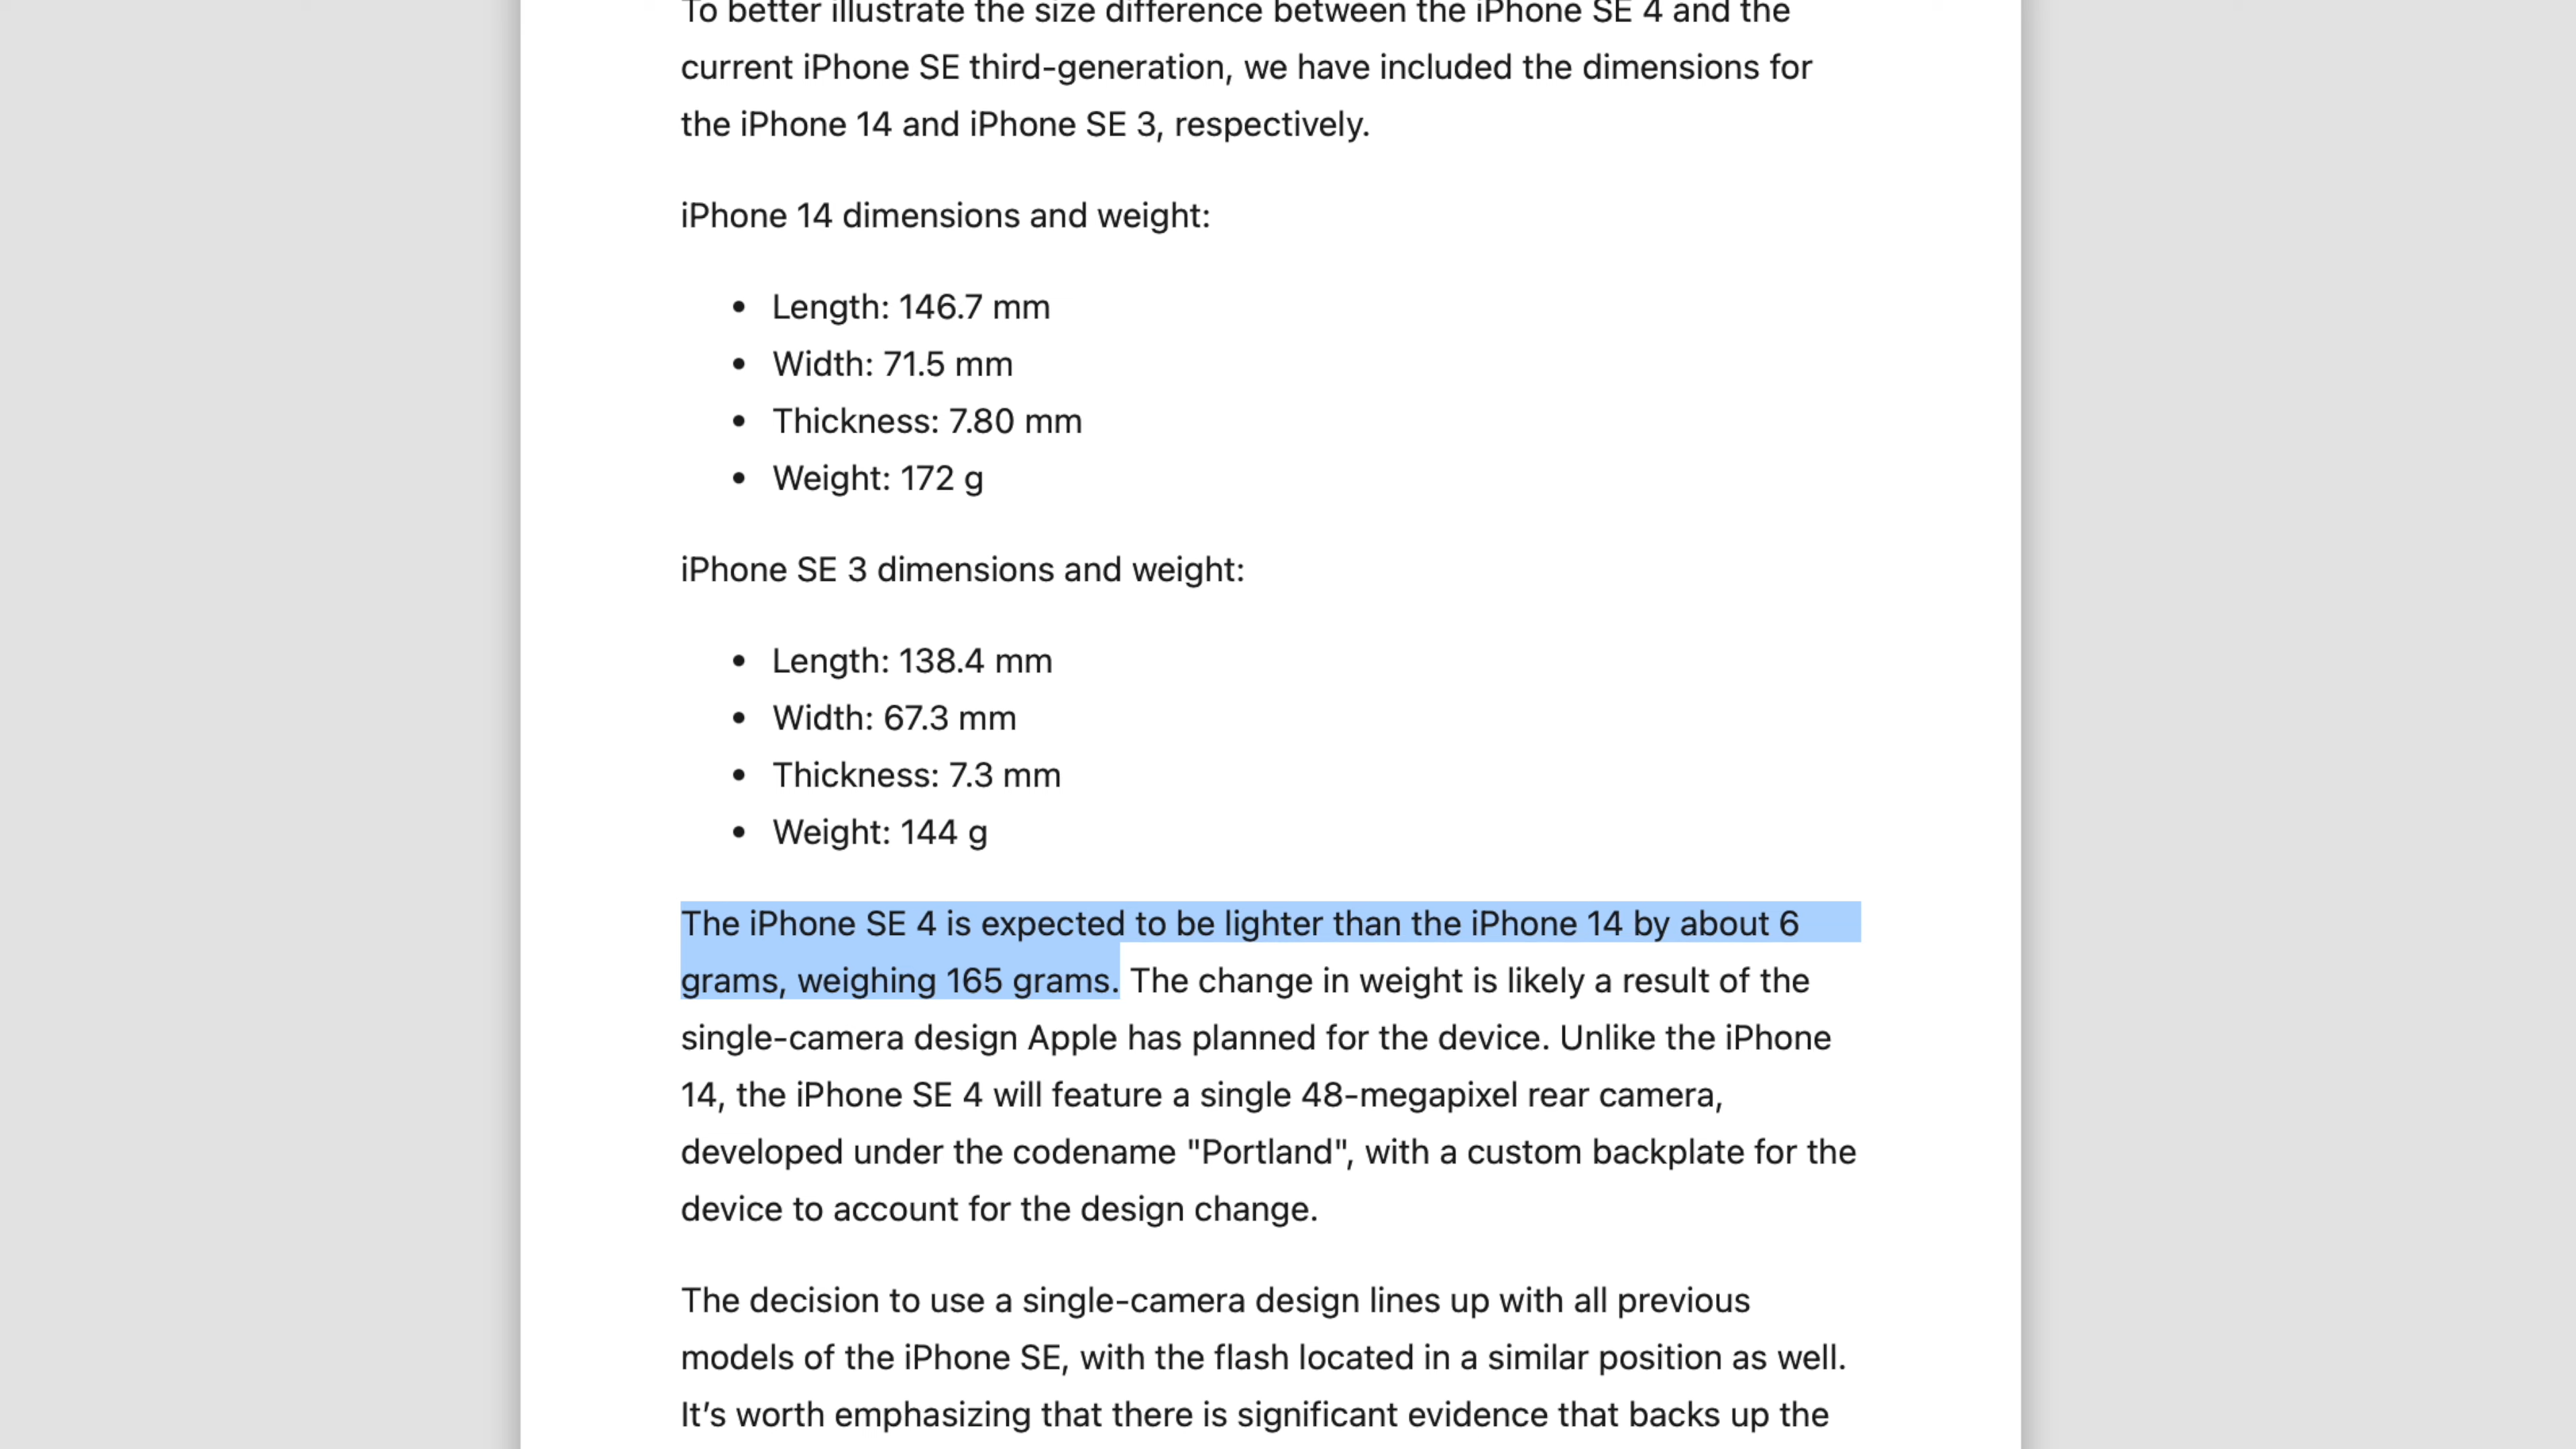 To better illustrate the size difference between the iPhone SE 4 and the
current iPhone SE third-generation, we have included the dimensions for
the iPhone 14 and iPhone SE 3, respectively.
iPhone 14 dimensions and weight:
• Length: 146.7 mm
• Width: 71.5 mm
• Thickness: 7.80 mm
• Weight: 172 g
iPhone SE 3 dimensions and weight:
• Length: 138.4 mm
• Width: 67.3 mm
• Thickness: 7.3 mm
• Weight: 144 g
The iPhone SE 4 is expected to be lighter than the iPhone 14 by about 6
grams, weighing 165 grams. The change in weight is likely a result of the
single-camera design Apple has planned for the device. Unlike the iPhone
14, the iPhone SE 4 will feature a single 48-megapixel rear camera,
developed under the codename "Portland", with a custom backplate for the
device to account for the design change.
The decision to use a single-camera design lines up with all previous
models of the iPhone SE, with the flash located in a similar position as well.
It’s worth emphasizing that there is significant evidence that backs up the